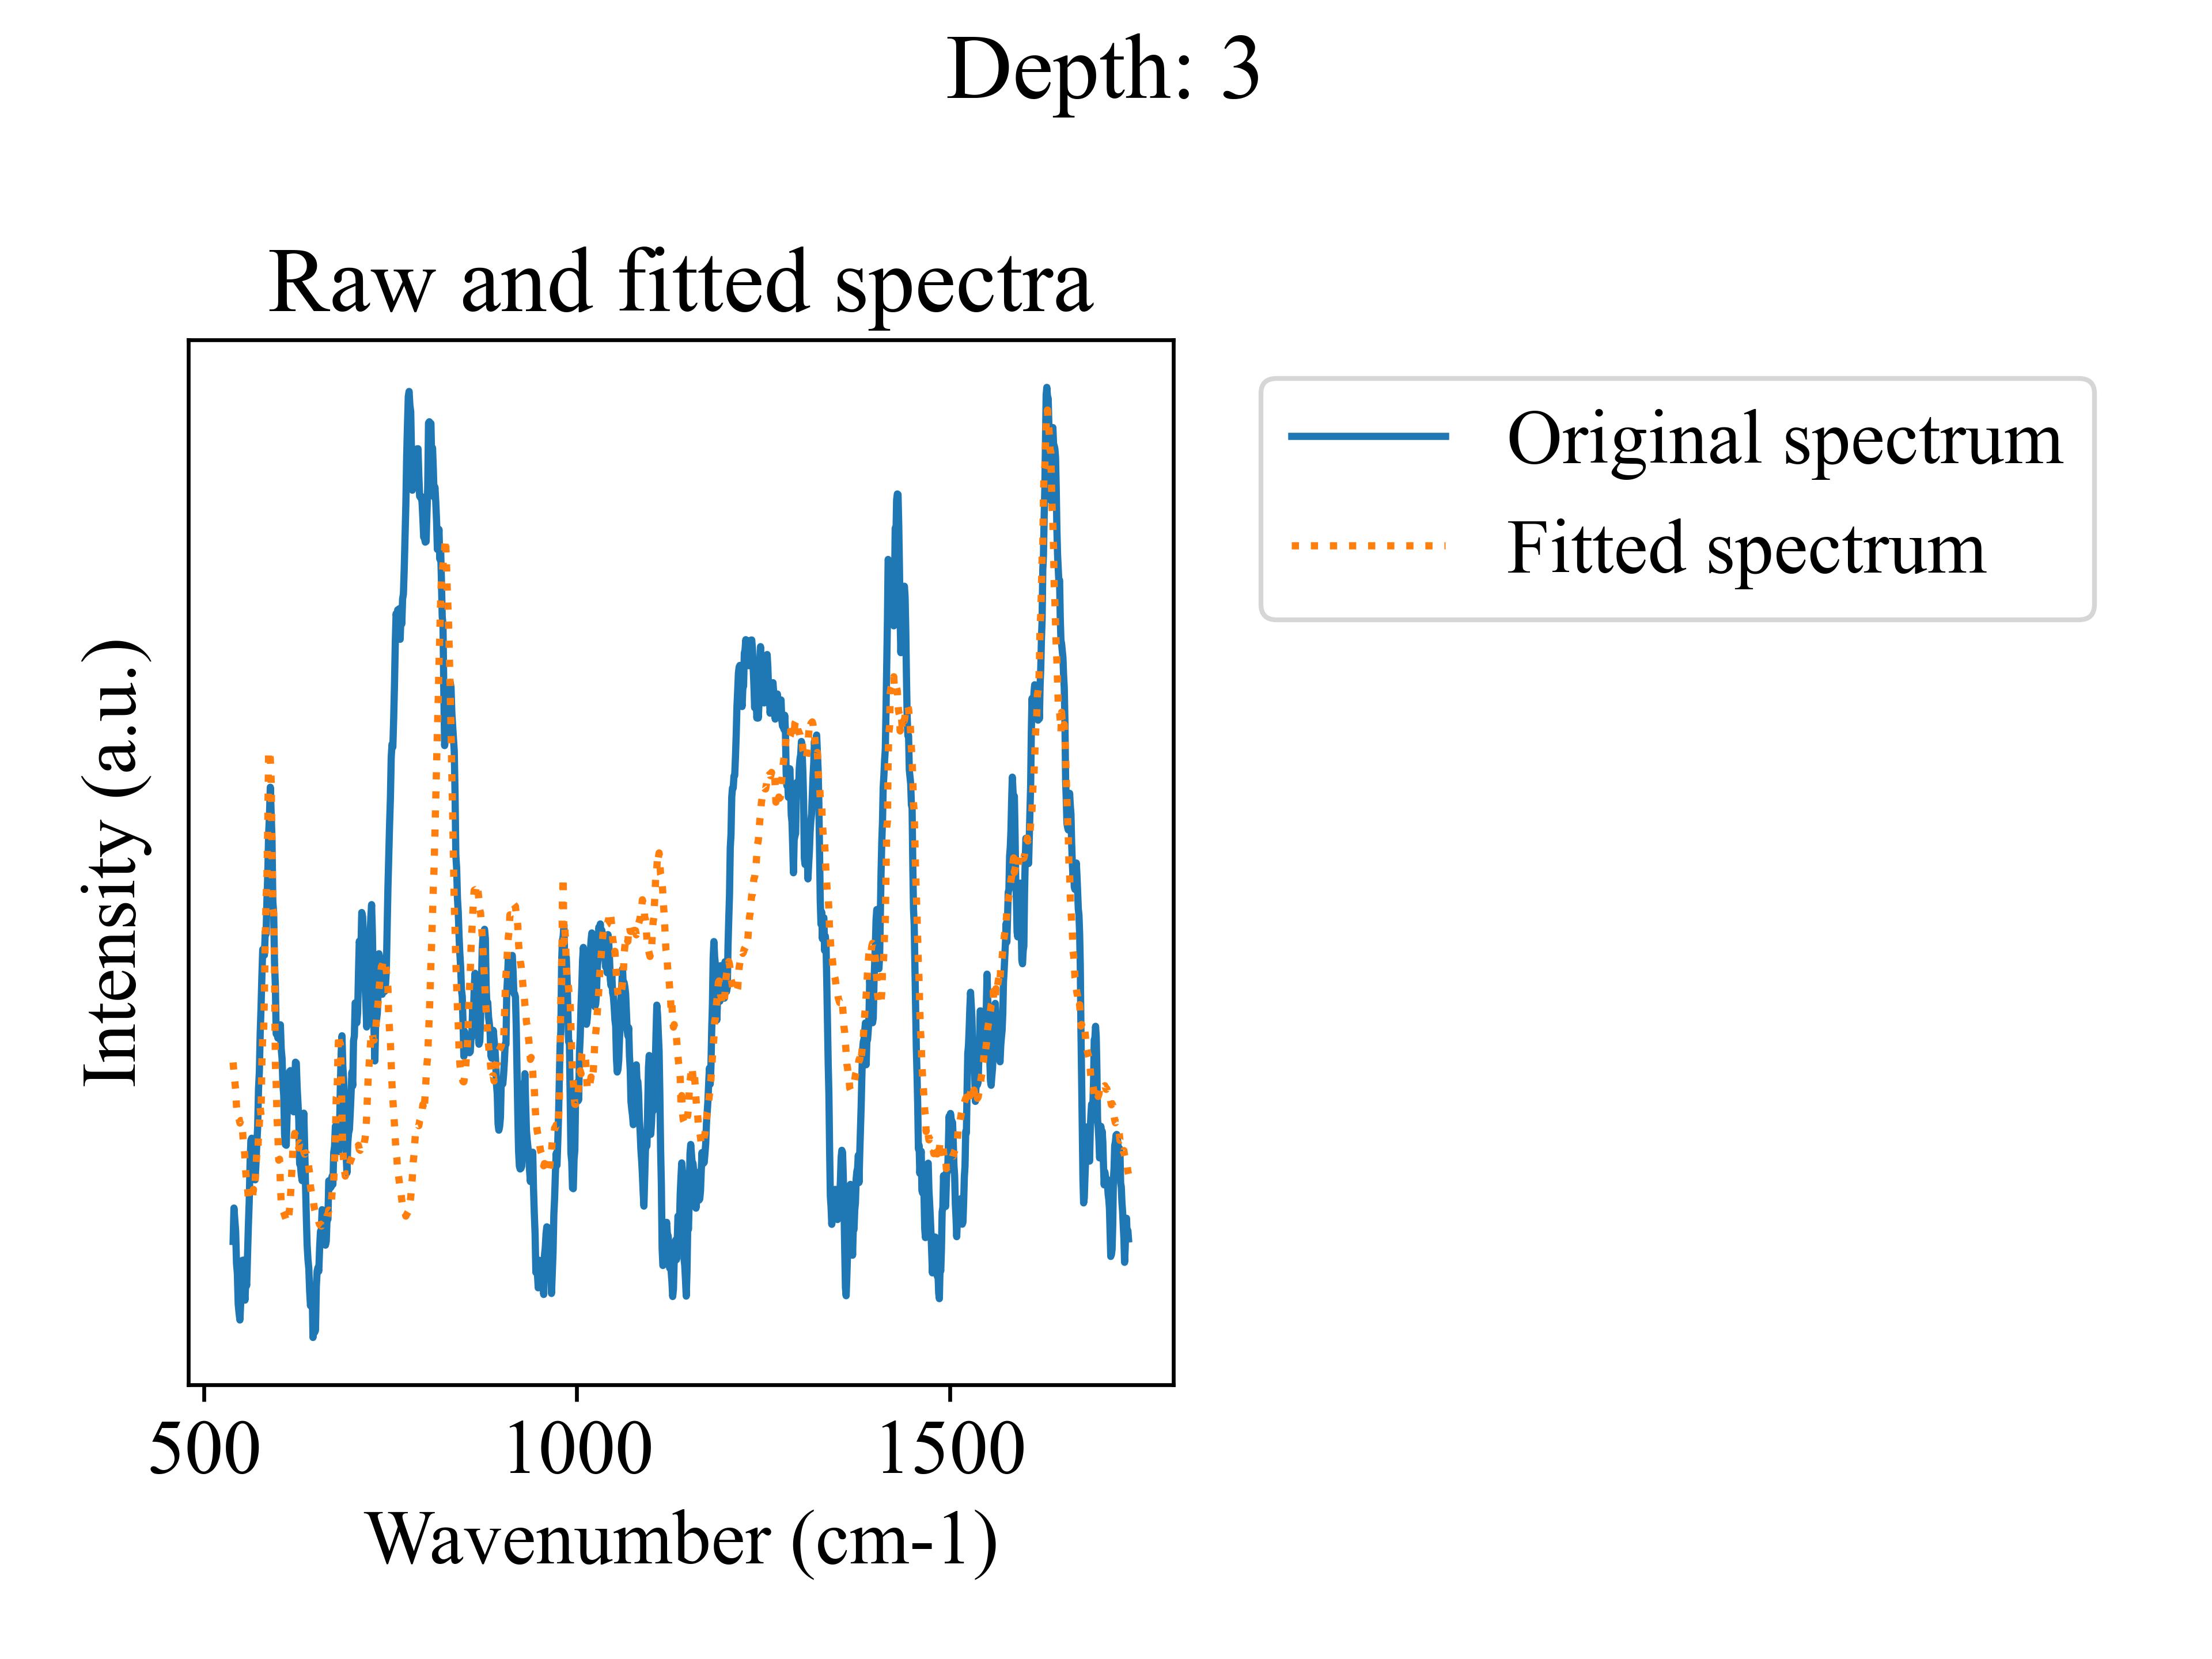 Depth: 3
Raw and fitted spectra
Original spectrum
Fitted spectrum
Intensity (a.u.)
500 1000 1500
Wavenumber (cm-1)